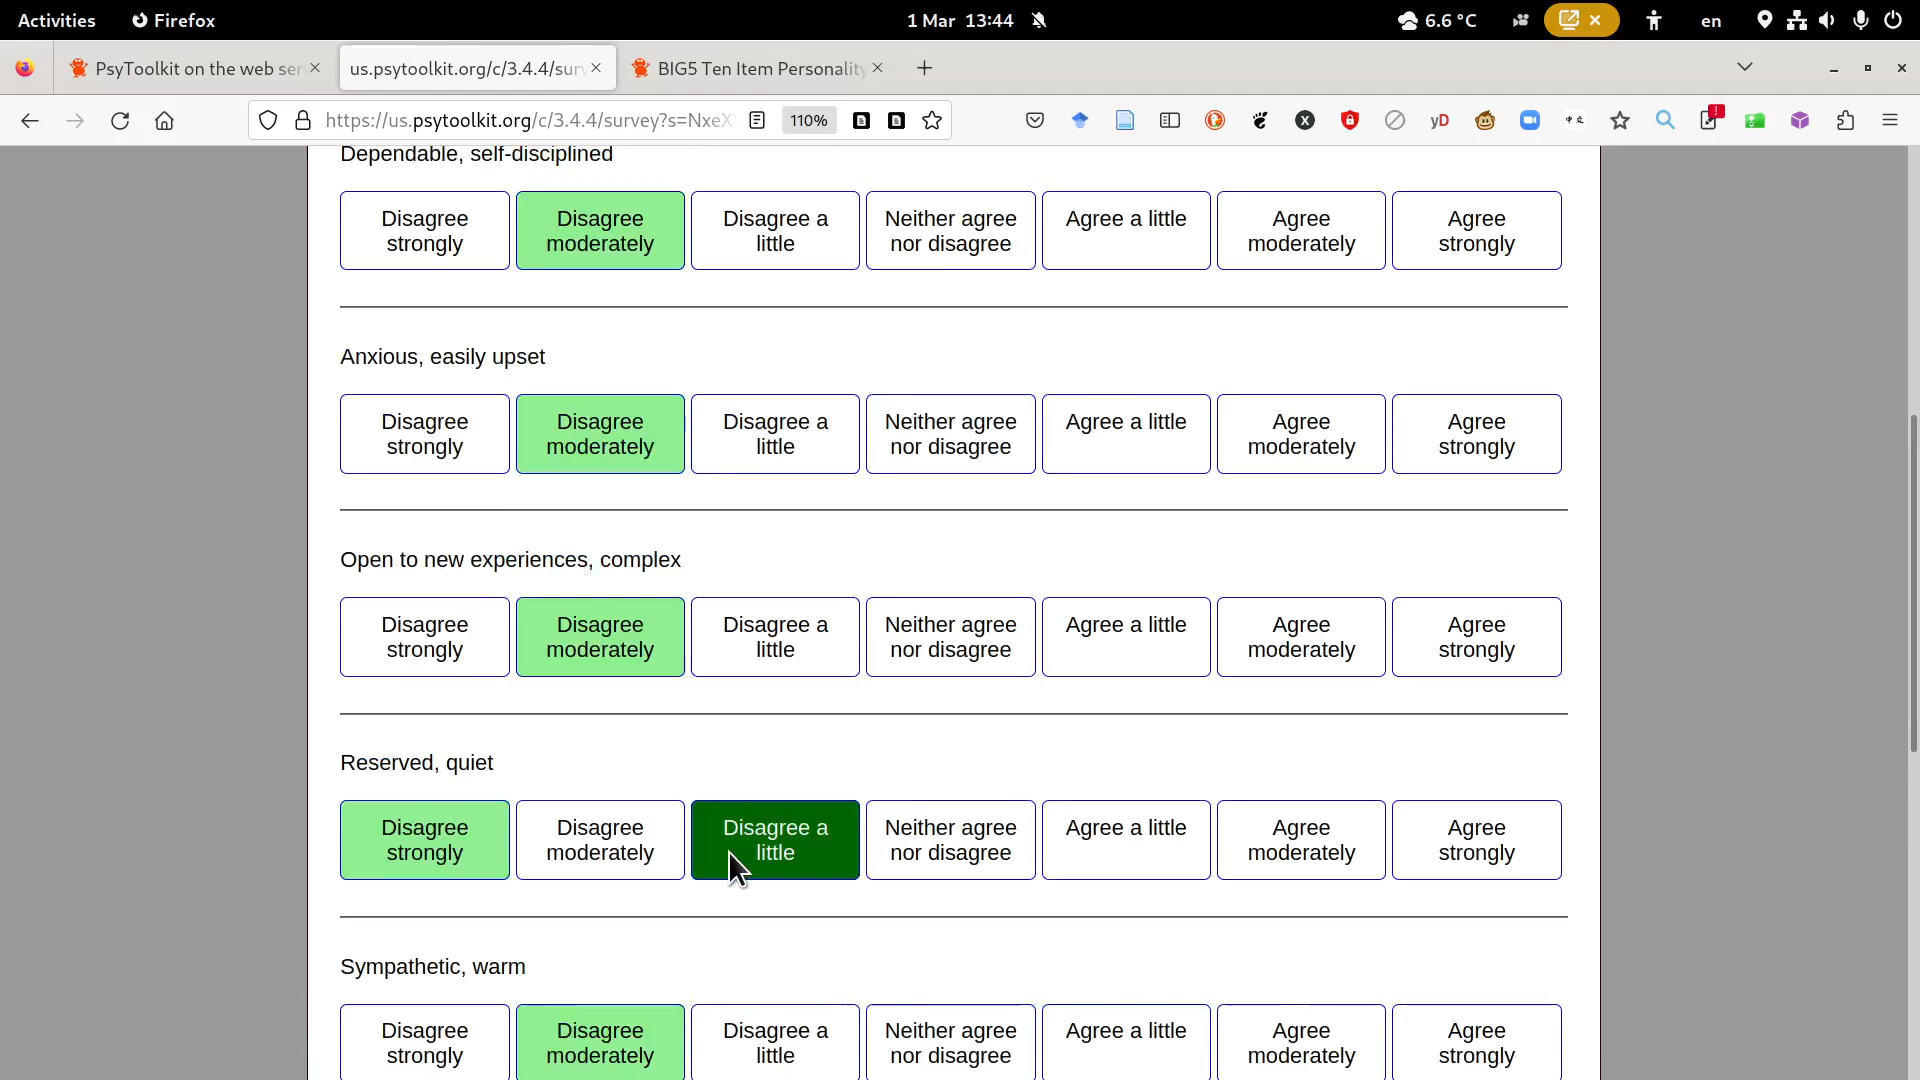 Activities Firefox 1 Mar 13:44 6.6 °C en
PsyToolkit on the web ser us.psytoolkit.org/c/3.4.4/sur BIG5 Ten Item Personality
https://us.psytoolkit.org/c/3.4.4/survey?s=NxeX 110% yD
Dependable, self-disciplined
Disagree strongly Disagree moderately Disagree a little Neither agree nor disagree Agree a little Agree moderately Agree strongly
Anxious, easily upset
Disagree strongly Disagree moderately Disagree a little Neither agree nor disagree Agree a little Agree moderately Agree strongly
Open to new experiences, complex
Disagree strongly Disagree moderately Disagree a little Neither agree nor disagree Agree a little Agree moderately Agree strongly
Reserved, quiet
Disagree strongly Disagree moderately Disagree a little Neither agree nor disagree Agree a little Agree moderately Agree strongly
Sympathetic, warm
Disagree strongly Disagree moderately Disagree a little Neither agree nor disagree Agree a little Agree moderately Agree strongly